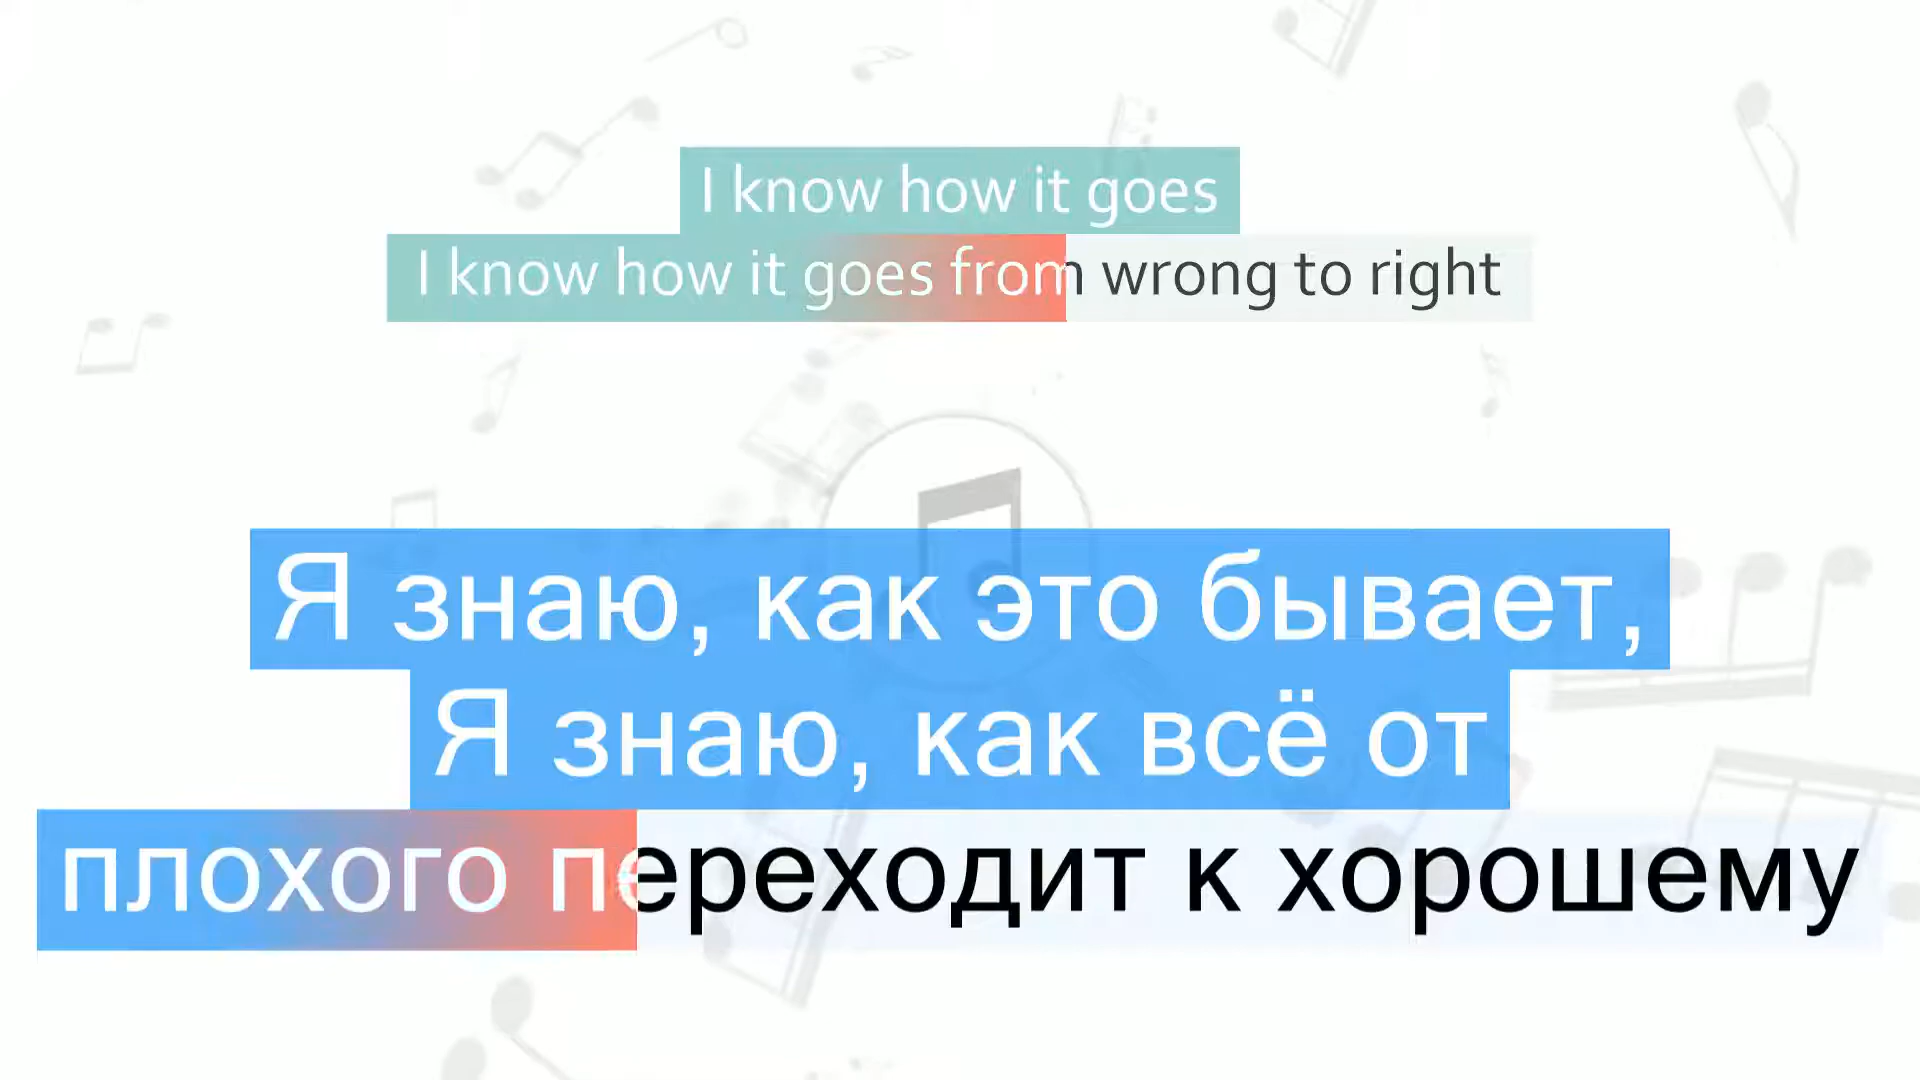 I know how it goes
I know how it goes from wrong to right
Я знаю, как это бывает,
Я знаю, как всё от
плохого переходит к хорошему